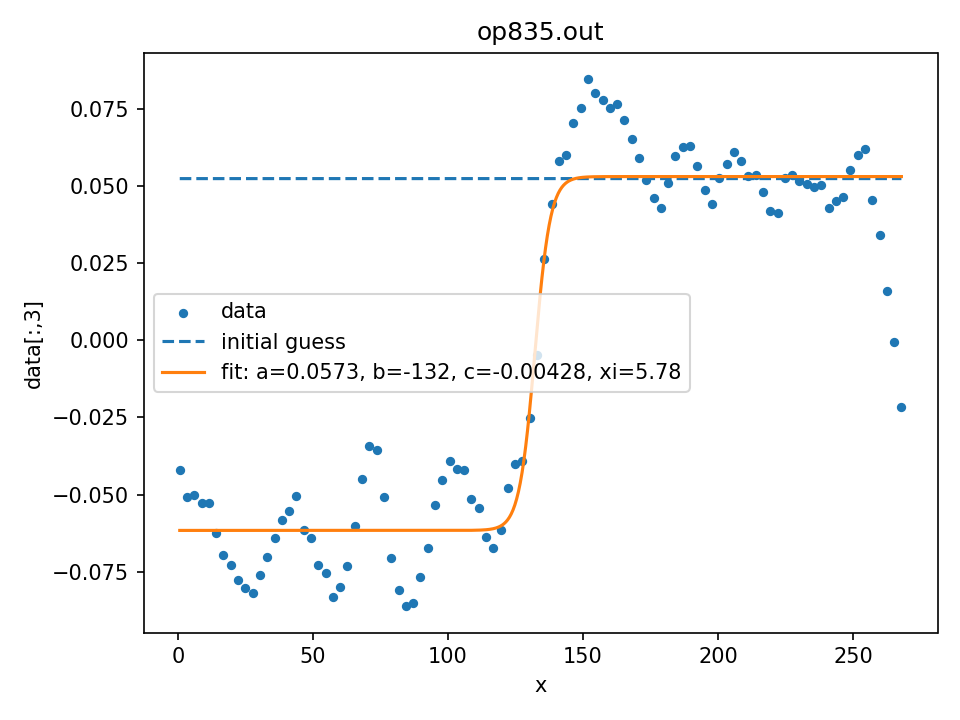 op835.out
data[:,3]
0.075
0.050
0.025
0.000
−0.025
−0.050
−0.075
data
initial guess
fit: a=0.0573, b=-132, c=-0.00428, xi=5.78
0 50 100 150 200 250
x